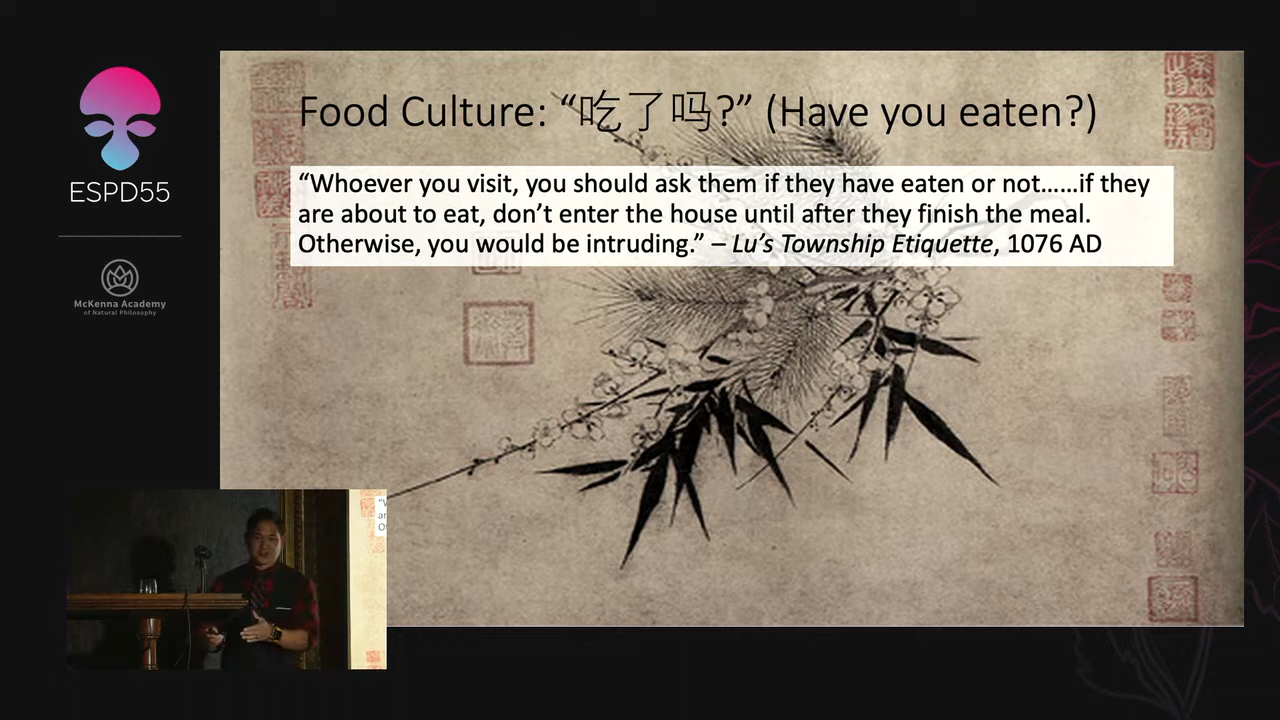 Food Culture: “吃了吗?” (Have you eaten?)
“Whoever you visit, you should ask them if they have eaten or not……if they
are about to eat, don’t enter the house until after they finish the meal.
Otherwise, you would be intruding.” – Lu’s Township Etiquette, 1076 AD
ESPD55
McKenna Academy
of Natural Philosophy